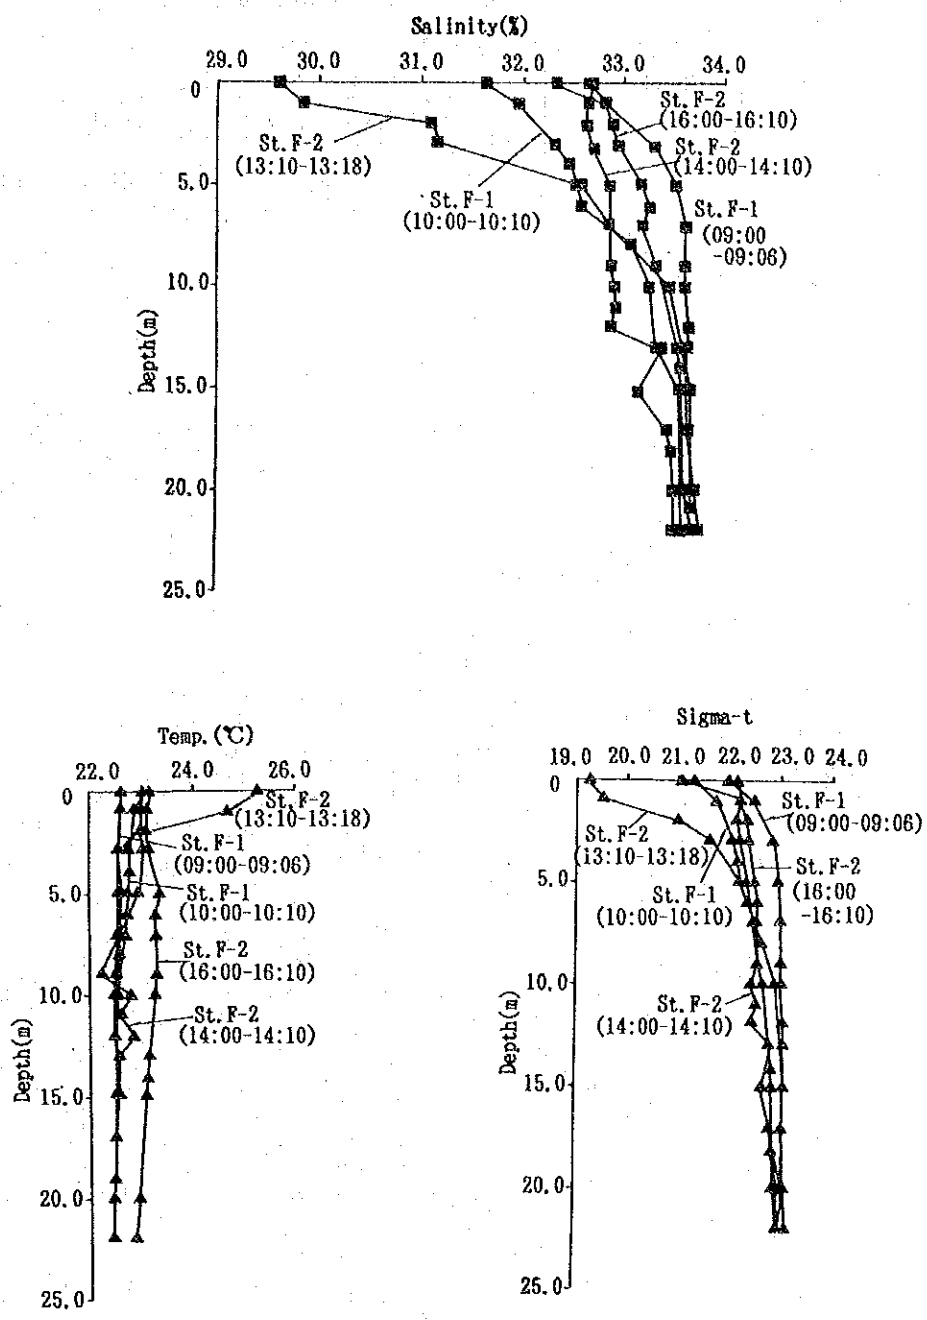 Salinity(%)
29.0 30.0 31.0 32.0 33.0 34.0
0
St. F-2
(16:00-16:10)
St. F-2
(13:10-13:18)
St. F-2
(14:00-14:10)
5.0
St. F-1
(10:00-10:10)
St. F-1
(09:00
-09:06)
10.0
Depth(m)
15.0
20.0
25.0
Temp. (℃)
22.0 24.0 26.0
0
St. F-2
(13:10-13:18)
St. F-1
(09:00-09:06)
5.0
St. F-1
(10:00-10:10)
St. F-2
(16:00-16:10)
10.0
St. F-2
(14:00-14:10)
Depth(m)
15.0
20.0
25.0
Sigma-t
19.0 20.0 21.0 22.0 23.0 24.0
0
St. F-1
(09:00-09:06)
St. F-2
(13:10-13:18)
St. F-2
(16:00
-16:10)
5.0
St. F-1
(10:00-10:10)
10.0
St. F-2
(14:00-14:10)
Depth(m)
15.0
20.0
25.0